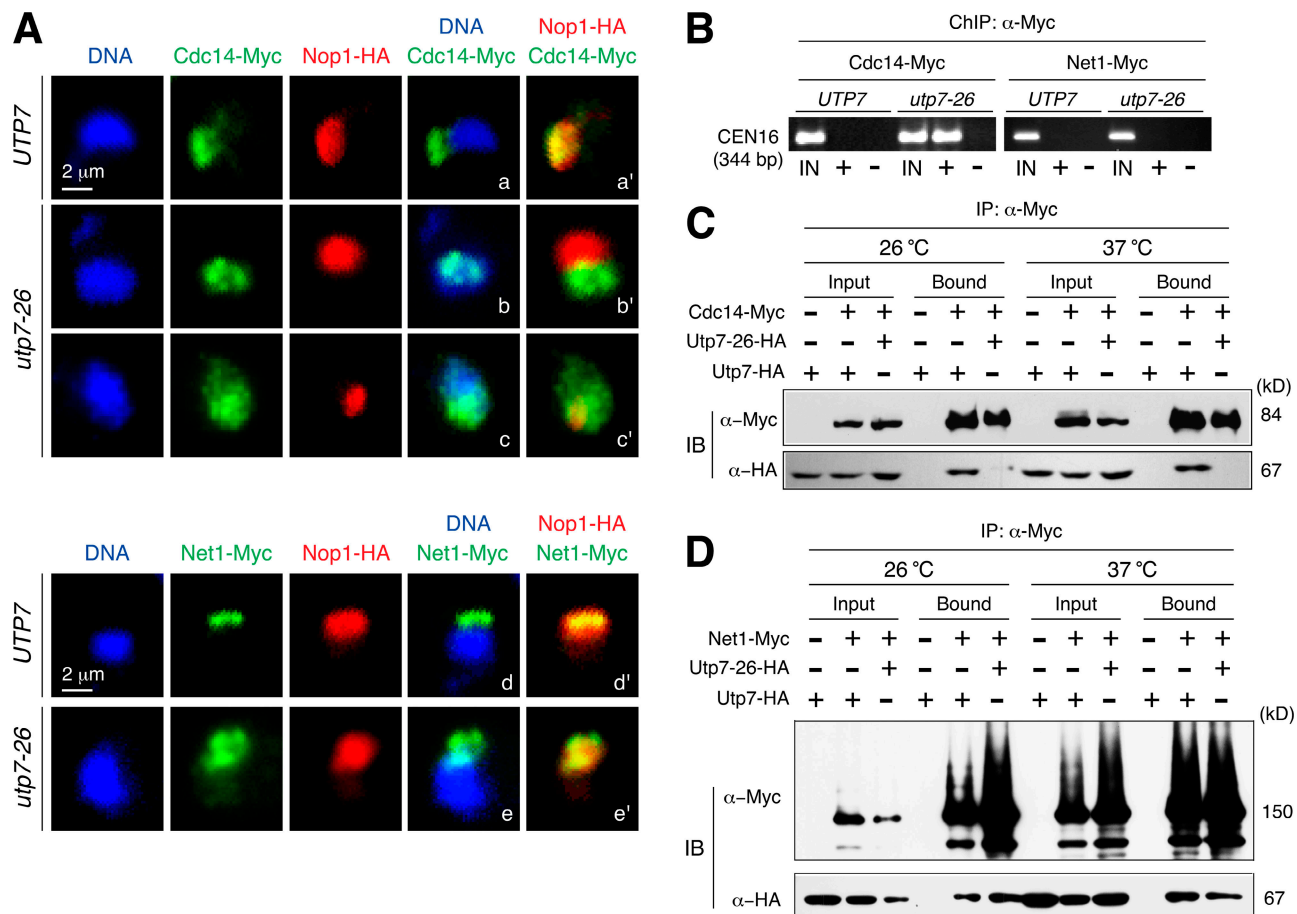 A
DNA Nop1-HA
DNA Cdc14-Myc Nop1-HA Cdc14-Myc Cdc14-Myc
UTP7
2 μm
a
a'
utp7-26
b
b'
c
c'
DNA Nop1-HA
DNA Net1-Myc Nop1-HA Net1-Myc Net1-Myc
UTP7
2 μm
d
d'
utp7-26
e
e'
B
ChIP: α-Myc
Cdc14-Myc Net1-Myc
UTP7 utp7-26 UTP7 utp7-26
CEN16
(344 bp)
IN + - IN + - IN + - IN + -
C
IP: α-Myc
26 °C 37 °C
Input Bound Input Bound
Cdc14-Myc – + + – + + – + + – + +
Utp7-26-HA – – + – – + – – + – – +
Utp7-HA + + – + + – + + – + + –
(kD)
IB
α–Myc 84
α–HA 67
D
IP: α-Myc
26 °C 37 °C
Input Bound Input Bound
Net1-Myc – + + – + + – + + – + +
Utp7-26-HA – – + – – + – – + – – +
Utp7-HA + + – + + – + + – + + –
(kD)
α–Myc 150
IB
α–HA 67